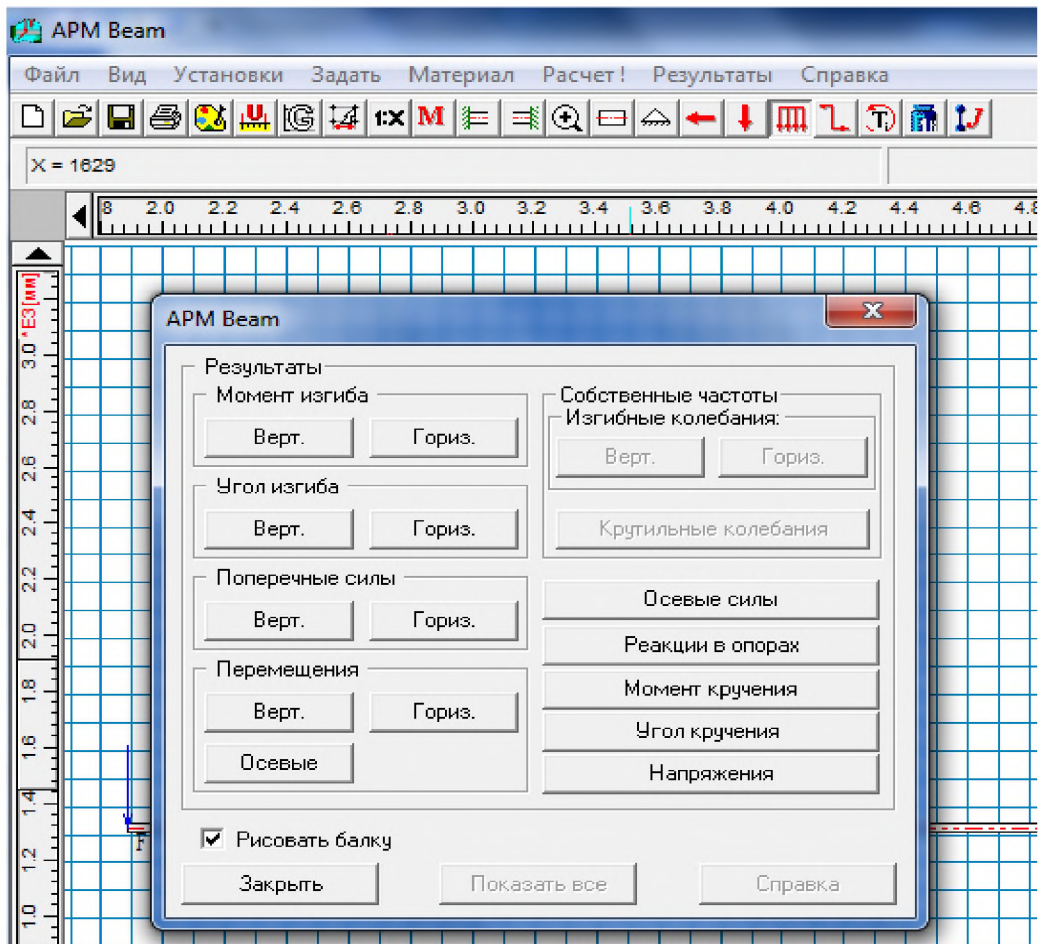 APM Beam
Файл Вид Установки Задать Материал Расчет! Результаты Справка
1:X M
X = 1629
8 2.0 2.2 2.4 2.6 2.8 3.0 3.2 3.4 3.6 3.8 4.0 4.2 4.4 4.6 4.8
*E3 [мм]
3.0
2.8
2.6
2.4
2.2
2.0
1.8
1.6
1.4
1.2
1.0
APM Beam
x
Результаты
Момент изгиба
Верт. Гориз.
Угол изгиба
Верт. Гориз.
Поперечные силы
Верт. Гориз.
Перемещения
Верт. Гориз.
Осевые
Собственные частоты
Изгибные колебания:
Верт. Гориз.
Крутильные колебания
Осевые силы
Реакции в опорах
Момент кручения
Угол кручения
Напряжения
F
Рисовать балку
Закрыть Показать все Справка